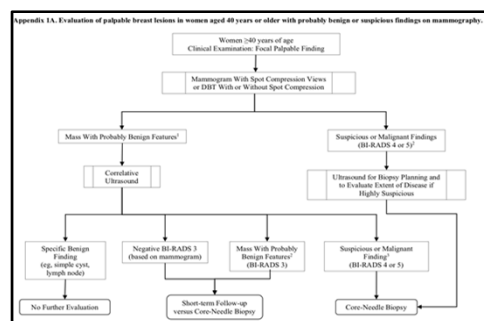 Appendix 1A. Evaluation of palpable breast lesions in women aged 40 years or older with probably benign or suspicious findings on mammography.
Women ≥40 years of age
Clinical Examination: Focal Palpable Finding
Mammogram With Spot Compression Views
or DBT With or Without Spot Compression
Mass With Probably Benign Features¹
Suspicious or Malignant Findings
(BI-RADS 4 or 5)²
Correlative
Ultrasound
Ultrasound for Biopsy Planning and
to Evaluate Extent of Disease if
Highly Suspicious
Specific Benign
Finding
(eg, simple cyst,
lymph node)
Negative BI-RADS 3
(based on mammogram)
Mass With Probably
Benign Features²
(BI-RADS 3)
Suspicious or Malignant
Finding³
(BI-RADS 4 or 5)
No Further Evaluation
Short-term Follow-up
versus Core-Needle Biopsy
Core-Needle Biopsy